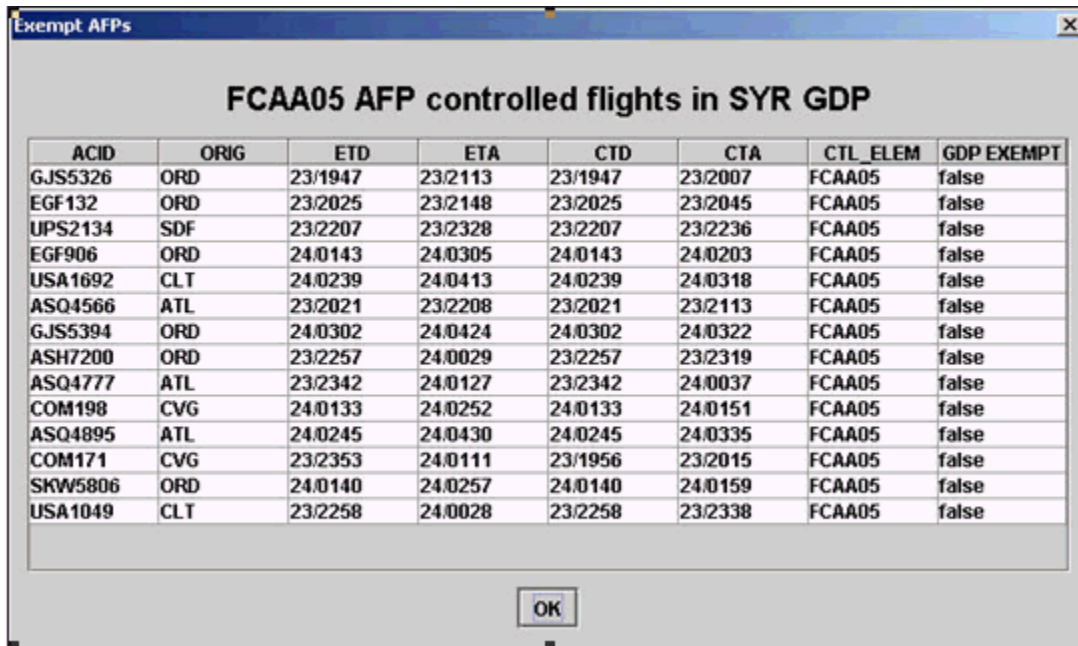 Exempt AFPs
FCAA05 AFP controlled flights in SYR GDP
ACID ORIG ETD ETA CTD CTA CTL_ELEM GDP EXEMPT
GJS5326 ORD 23/1947 23/2113 23/1947 23/2007 FCAA05 false
EGF132 ORD 23/2025 23/2148 23/2025 23/2045 FCAA05 false
UPS2134 SDF 23/2207 23/2328 23/2207 23/2236 FCAA05 false
EGF906 ORD 24/0143 24/0305 24/0143 24/0203 FCAA05 false
USA1692 CLT 24/0239 24/0413 24/0239 24/0318 FCAA05 false
ASQ4566 ATL 23/2021 23/2208 23/2021 23/2113 FCAA05 false
GJS5394 ORD 24/0302 24/0424 24/0302 24/0322 FCAA05 false
ASH7200 ORD 23/2257 24/0029 23/2257 23/2319 FCAA05 false
ASQ4777 ATL 23/2342 24/0127 23/2342 24/0037 FCAA05 false
COM198 CVG 24/0133 24/0252 24/0133 24/0151 FCAA05 false
ASQ4895 ATL 24/0245 24/0430 24/0245 24/0335 FCAA05 false
COM171 CVG 23/2353 24/0111 23/1956 23/2015 FCAA05 false
SKW5806 ORD 24/0140 24/0257 24/0140 24/0159 FCAA05 false
USA1049 CLT 23/2258 24/0028 23/2258 23/2338 FCAA05 false
OK